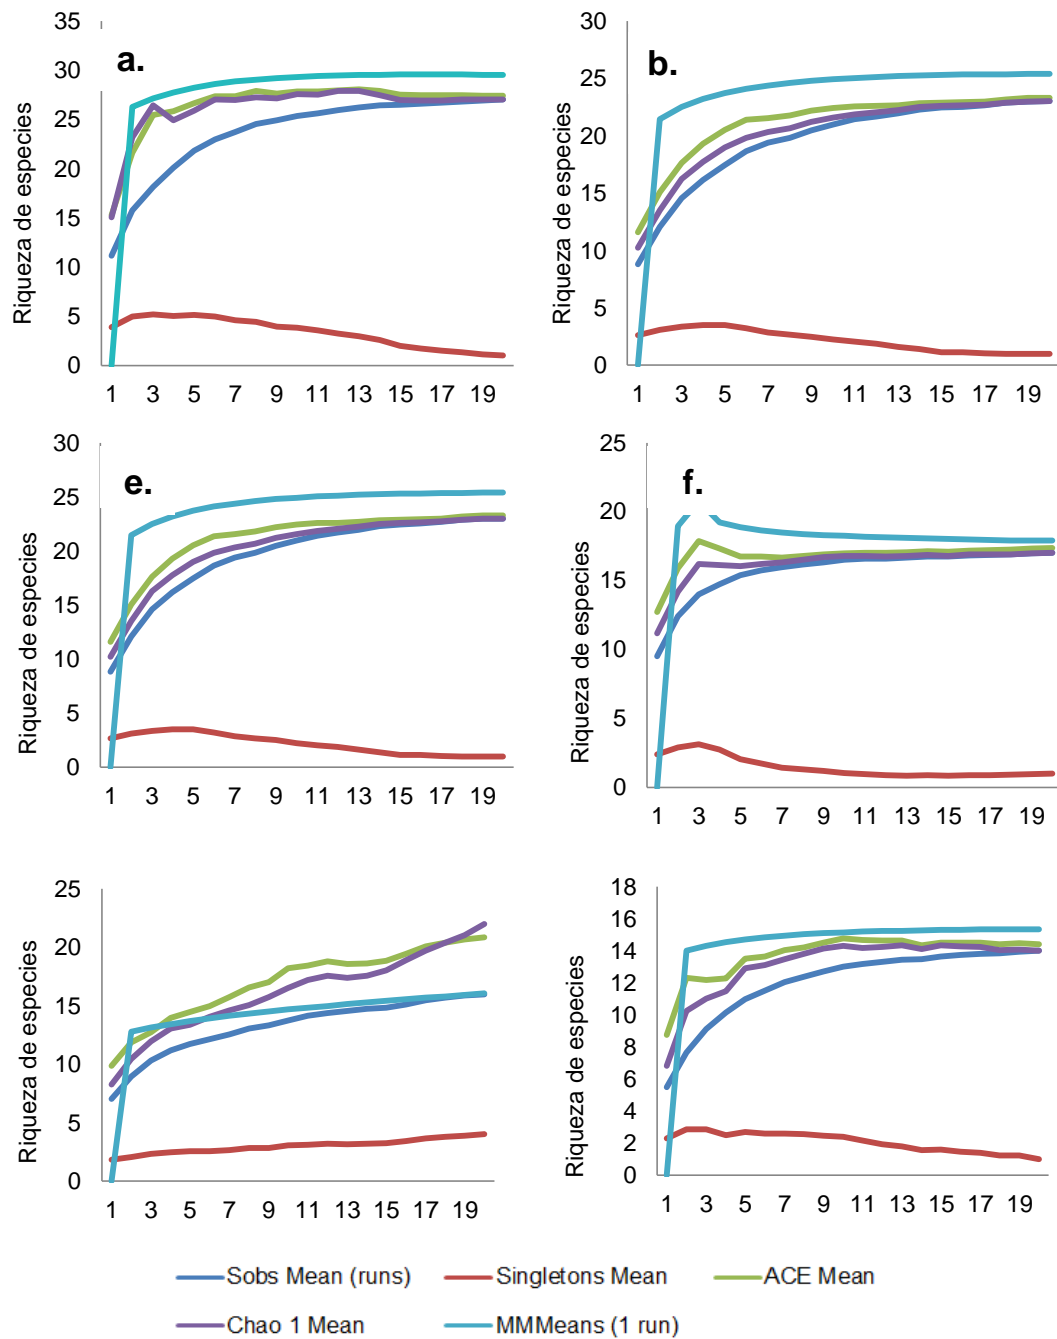 a.
Riqueza de especies
35
30
25
20
15
10
5
0
1 3 5 7 9 11 13 15 17 19
b.
Riqueza de especies
30
25
20
15
10
5
0
1 3 5 7 9 11 13 15 17 19
e.
Riqueza de especies
30
25
20
15
10
5
0
1 3 5 7 9 11 13 15 17 19
f.
Riqueza de especies
25
20
15
10
5
0
1 3 5 7 9 11 13 15 17 19
Riqueza de especies
25
20
15
10
5
0
1 3 5 7 9 11 13 15 17 19
Riqueza de especies
18
16
14
12
10
8
6
4
2
0
1 3 5 7 9 11 13 15 17 19
Sobs Mean (runs) Singletons Mean ACE Mean
Chao 1 Mean MMMeans (1 run)